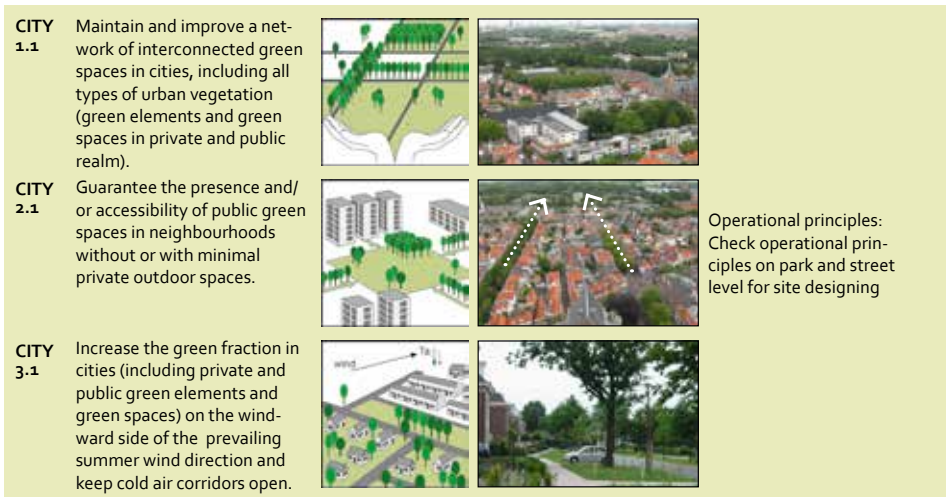 CITY
1.1
Maintain and improve a net-
work of interconnected green
spaces in cities, including all
types of urban vegetation
(green elements and green
spaces in private and public
realm).
CITY
2.1
Guarantee the presence and/
or accessibility of public green
spaces in neighbourhoods
without or with minimal
private outdoor spaces.
Operational principles:
Check operational prin-
ciples on park and street
level for site designing
CITY
3.1
Increase the green fraction in
cities (including private and
public green elements and
green spaces) on the wind-
ward side of the prevailing
summer wind direction and
keep cold air corridors open.
wind
Ta